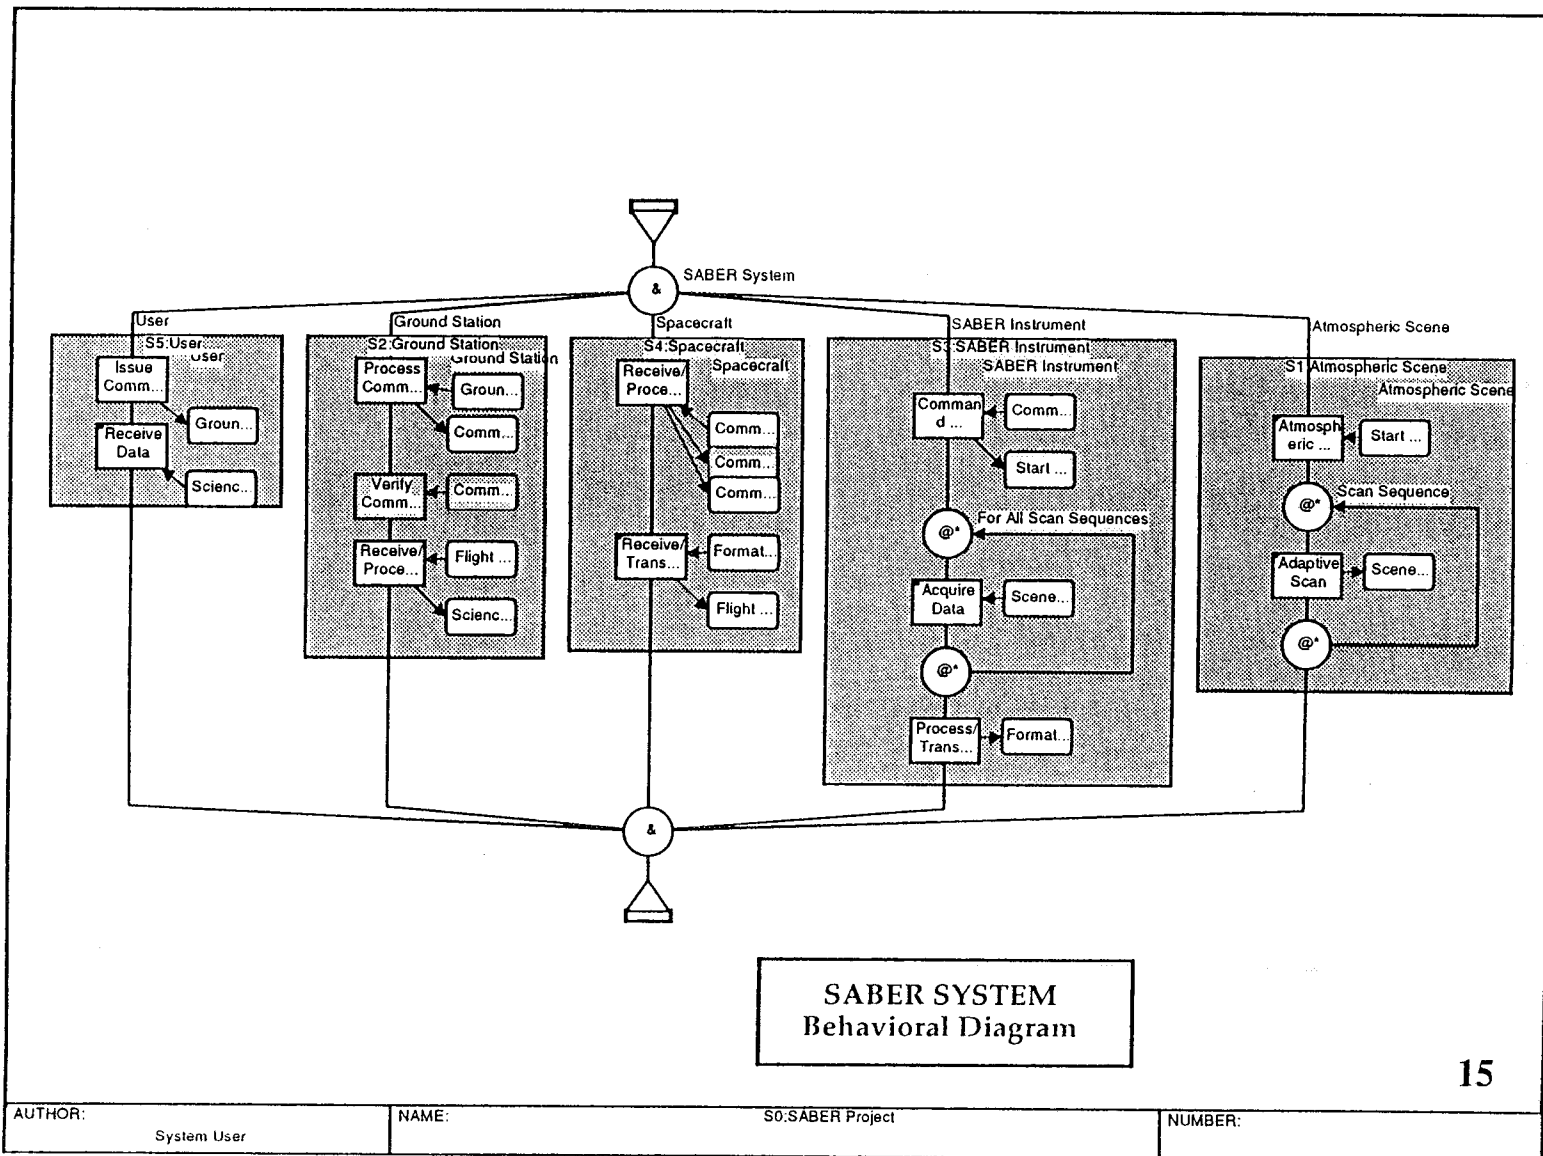 SABER System
&
User
Ground Station
Spacecraft
SABER Instrument
Atmospheric Scene
S5:User
User
Issue
Comm...
Groun...
Receive
Data
Scienc...
S2:Ground Station
Ground Station
Process
Comm...
Groun...
Comm...
Verify
Comm...
Comm...
Receive/
Proce...
Flight ...
Scienc...
S4:Spacecraft
Spacecraft
Receive/
Proce...
Comm...
Comm...
Comm...
Receive/
Trans...
Format...
Flight ...
S3:SABER Instrument
SABER Instrument
Comman
d ...
Comm...
Start ...
For All Scan Sequences
@*
Acquire
Data
Scene...
@*
Process/
Trans...
Format...
S1:Atmospheric Scene
Atmospheric Scene
Atmosph
eric ...
Start ...
Scan Sequence
@*
Adaptive
Scan
Scene...
@*
&
SABER SYSTEM
Behavioral Diagram
15
AUTHOR:
System User
NAME:
S0:SABER Project
NUMBER: